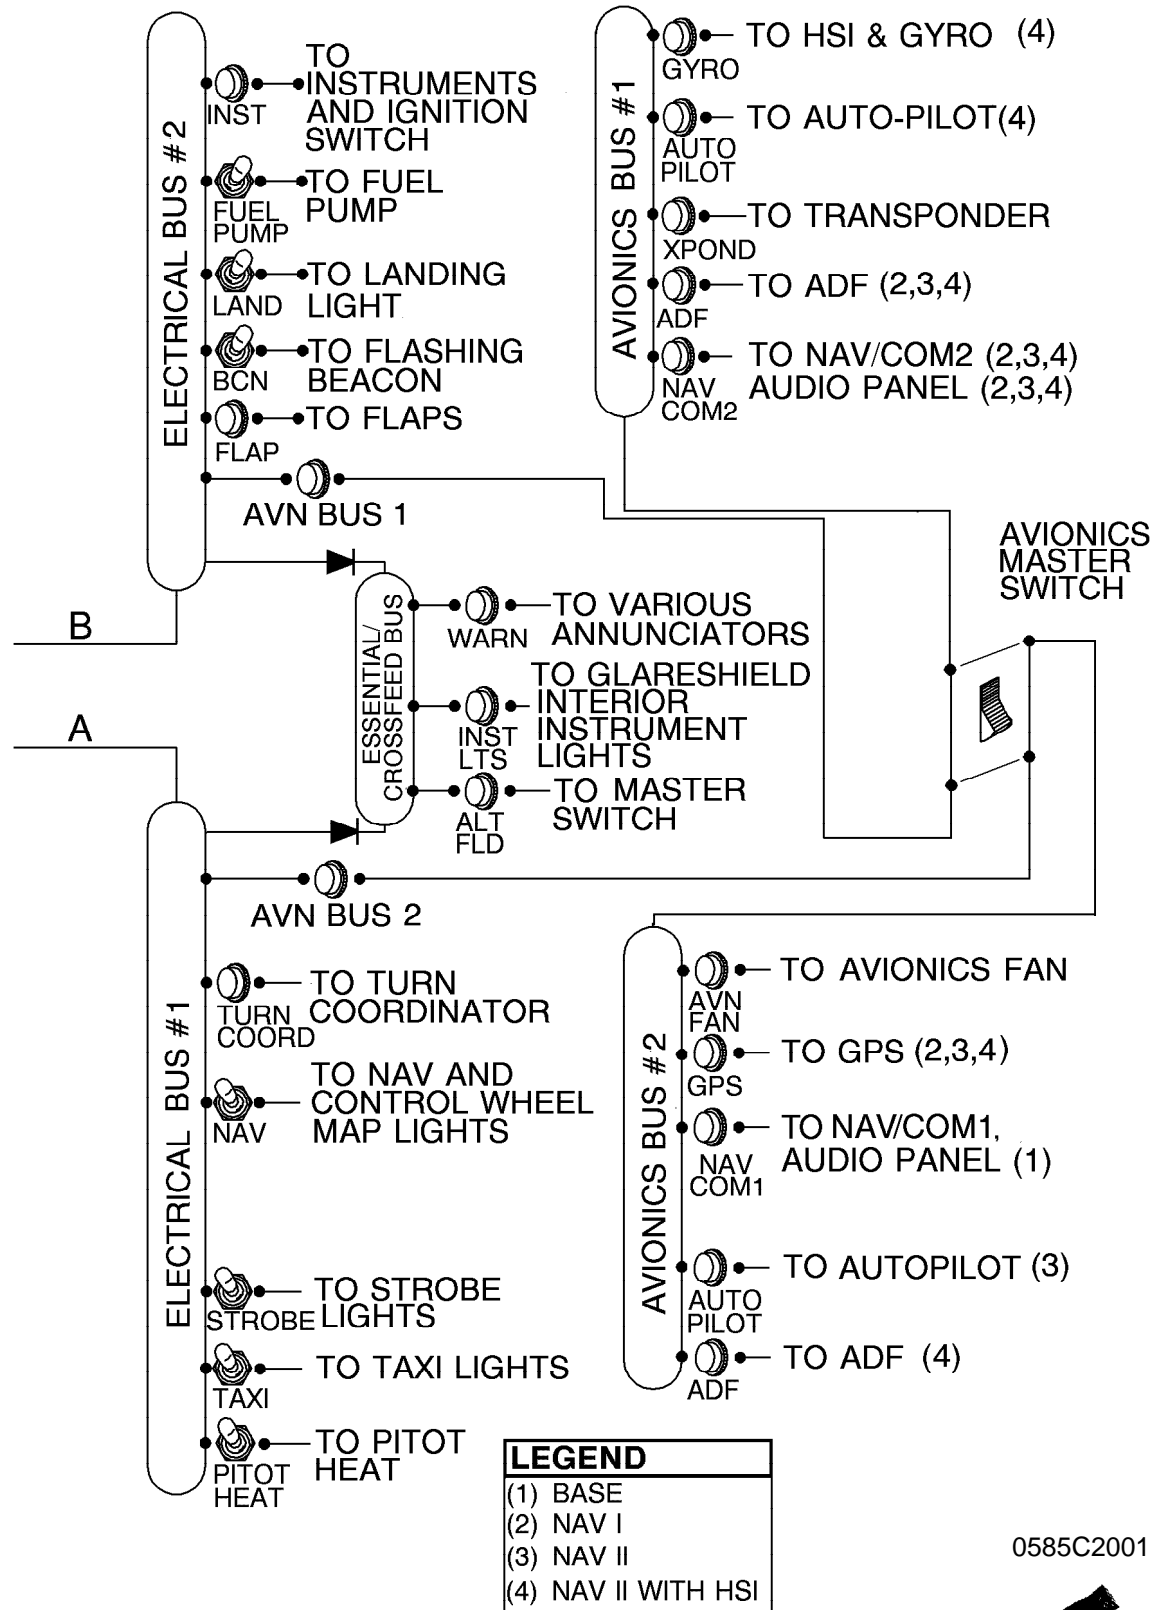 ELECTRICAL BUS #2
INST
TO
INSTRUMENTS
AND IGNITION
SWITCH
FUEL
PUMP
TO FUEL
PUMP
LAND
TO LANDING
LIGHT
BCN
TO FLASHING
BEACON
FLAP
TO FLAPS
AVN BUS 1
B
AVIONICS BUS #1
GYRO
TO HSI & GYRO (4)
AUTO
PILOT
TO AUTO-PILOT(4)
XPOND
TO TRANSPONDER
ADF
TO ADF (2,3,4)
NAV
COM2
TO NAV/COM2 (2,3,4)
AUDIO PANEL (2,3,4)
AVIONICS
MASTER
SWITCH
ESSENTIAL/
CROSSFEED BUS
WARN
TO VARIOUS
ANNUNCIATORS
INST
LTS
TO GLARESHIELD
INTERIOR
INSTRUMENT
LIGHTS
ALT
FLD
TO MASTER
SWITCH
A
ELECTRICAL BUS #1
AVN BUS 2
TURN
COORD
TO TURN
COORDINATOR
NAV
TO NAV AND
CONTROL WHEEL
MAP LIGHTS
STROBE
TO STROBE
LIGHTS
TAXI
TO TAXI LIGHTS
PITOT
HEAT
TO PITOT
HEAT
AVIONICS BUS #2
AVN
FAN
TO AVIONICS FAN
GPS
TO GPS (2,3,4)
NAV
COM1
TO NAV/COM1,
AUDIO PANEL (1)
AUTO
PILOT
TO AUTOPILOT (3)
ADF
TO ADF (4)
LEGEND
(1) BASE
(2) NAV I
(3) NAV II
(4) NAV II WITH HSI
0585C2001